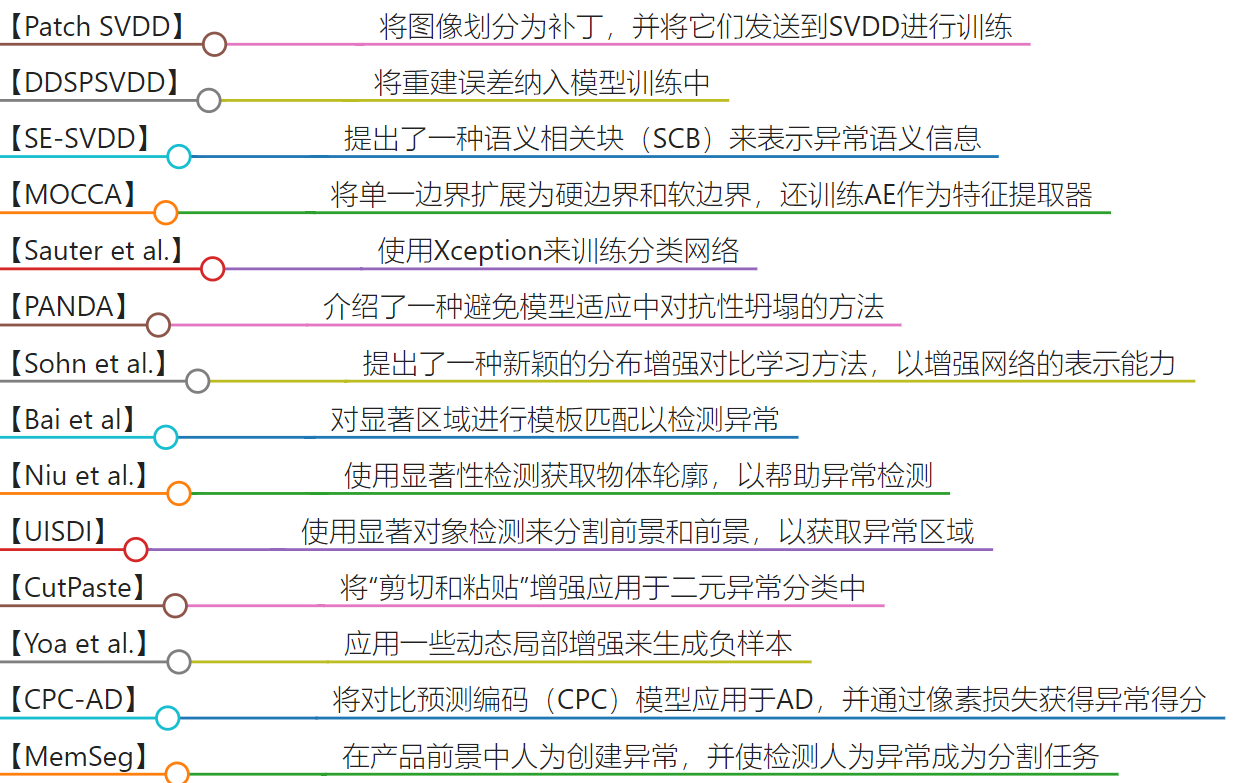 【Patch SVDD】 将图像划分为补丁，并将它们发送到SVDD进行训练
【DDSPSVDD】 将重建误差纳入模型训练中
【SE-SVDD】 提出了一种语义相关块（SCB）来表示异常语义信息
【MOCCA】 将单一边界扩展为硬边界和软边界，还训练AE作为特征提取器
【Sauter et al.】 使用Xception来训练分类网络
【PANDA】 介绍了一种避免模型适应中对抗性坍塌的方法
【Sohn et al.】 提出了一种新颖的分布增强对比学习方法，以增强网络的表示能力
【Bai et al】 对显著区域进行模板匹配以检测异常
【Niu et al.】 使用显著性检测获取物体轮廓，以帮助异常检测
【UISDI】 使用显著对象检测来分割前景和前景，以获取异常区域
【CutPaste】 将“剪切和粘贴”增强应用于二元异常分类中
【Yoa et al.】 应用一些动态局部增强来生成负样本
【CPC-AD】 将对比预测编码（CPC）模型应用于AD，并通过像素损失获得异常得分
【MemSeg】 在产品前景中人为创建异常，并使检测人为异常成为分割任务